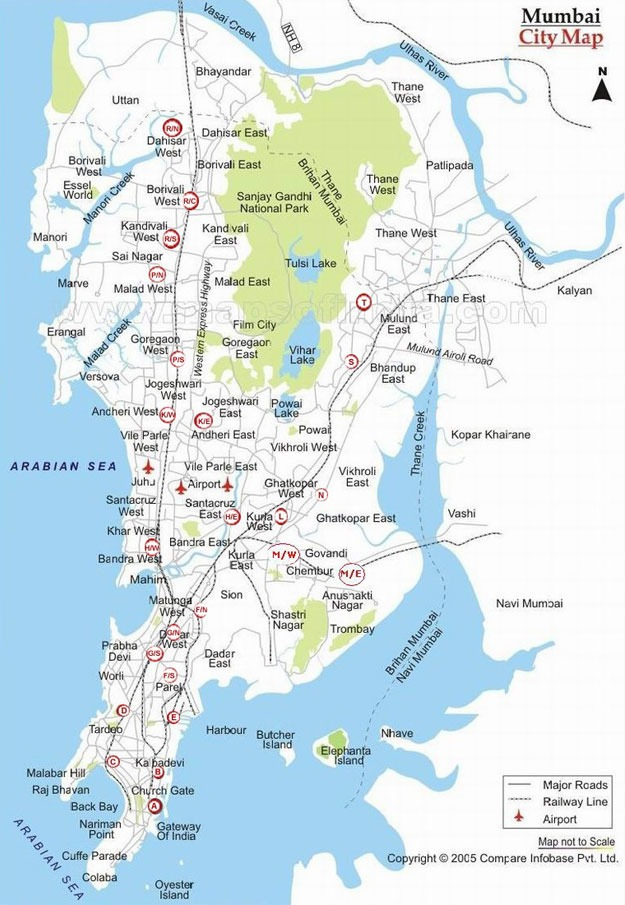 Mumbai
City Map
N
Vasai Creek
NH 8
Ulhas River
Bhayandar
Uttan
Thane
West
R/N
Dahisar
West
Dahisar East
Borivali
West
Borivali East
Thane
Brihan Mumbai
Thane
West
Patlipada
Essel
World
Manori Creek
Borivali
West
R/C
Sanjay Gandhi
National Park
Manori
Kandivali
West
R/S
Kandivali
East
Thane West
Ulhas River
Sai Nagar
Tulsi Lake
P/N
Marve
Malad West
Malad East
Western Express Highway
Thane East
Kalyan
T
Mulund
East
Erangal
Malad Creek
Film City
Goregaon
West
Goregaon
East
Vihar
Lake
P/S
S
Mulund Airoli Road
Versova
Bhandup
East
Jogeshwari
West
Jogeshwari
East
Powai
Lake
Andheri West
K/W
K/E
Andheri East
Powai
Kopar Khairane
Vile Parle
West
Vikhroli West
Thane Creek
ARABIAN SEA
Juhu
Vile Parle East
Airport
Vikhroli
East
Ghatkopar
West
N
Santacruz
West
Santacruz
East
H/E
Kurla
West
L
Ghatkopar East
Vashi
Khar West
H/W
Bandra East
Bandra West
Kurla
East
M/W
Govandi
Chembur
M/E
Mahim
Sion
Anushakti
Nagar
Navi Mumbai
Matunga
West
F/N
Shastri
Nagar
Trombay
Brihan Mumbai
Navi Mumbai
G/N
Dadar
West
Prabha
Devi
G/S
Dadar
East
Worli
F/S
Parel
D
E
Tardeo
Harbour
Butcher
Island
Elephanta
Island
Nhave
C
Kalbadevi
B
Malabar Hill
Raj Bhavan
Church Gate
Back Bay
A
Nariman
Point
Gateway
Of India
Cuffe Parade
Colaba
ARABIAN SEA
Oyester
Island
Major Roads
Railway Line
Airport
Map not to Scale
Copyright © 2005 Compare Infobase Pvt. Ltd.